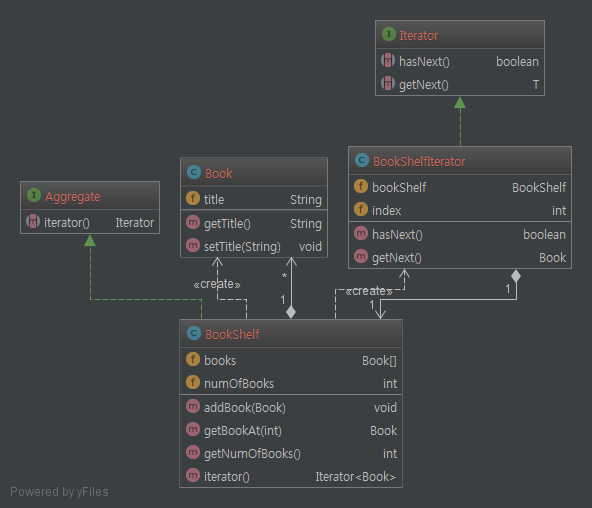 I Iterator
m hasNext() boolean
m getNext() T
I Aggregate
m iterator() Iterator
C Book
f title String
m getTitle() String
m setTitle(String) void
C BookShelfIterator
f bookShelf BookShelf
f index int
m hasNext() boolean
m getNext() Book
«create»
*
1
«create»
1
1
C BookShelf
f books Book[]
f numOfBooks int
m addBook(Book) void
m getBookAt(int) Book
m getNumOfBooks() int
m iterator() Iterator<Book>
Powered by yFiles